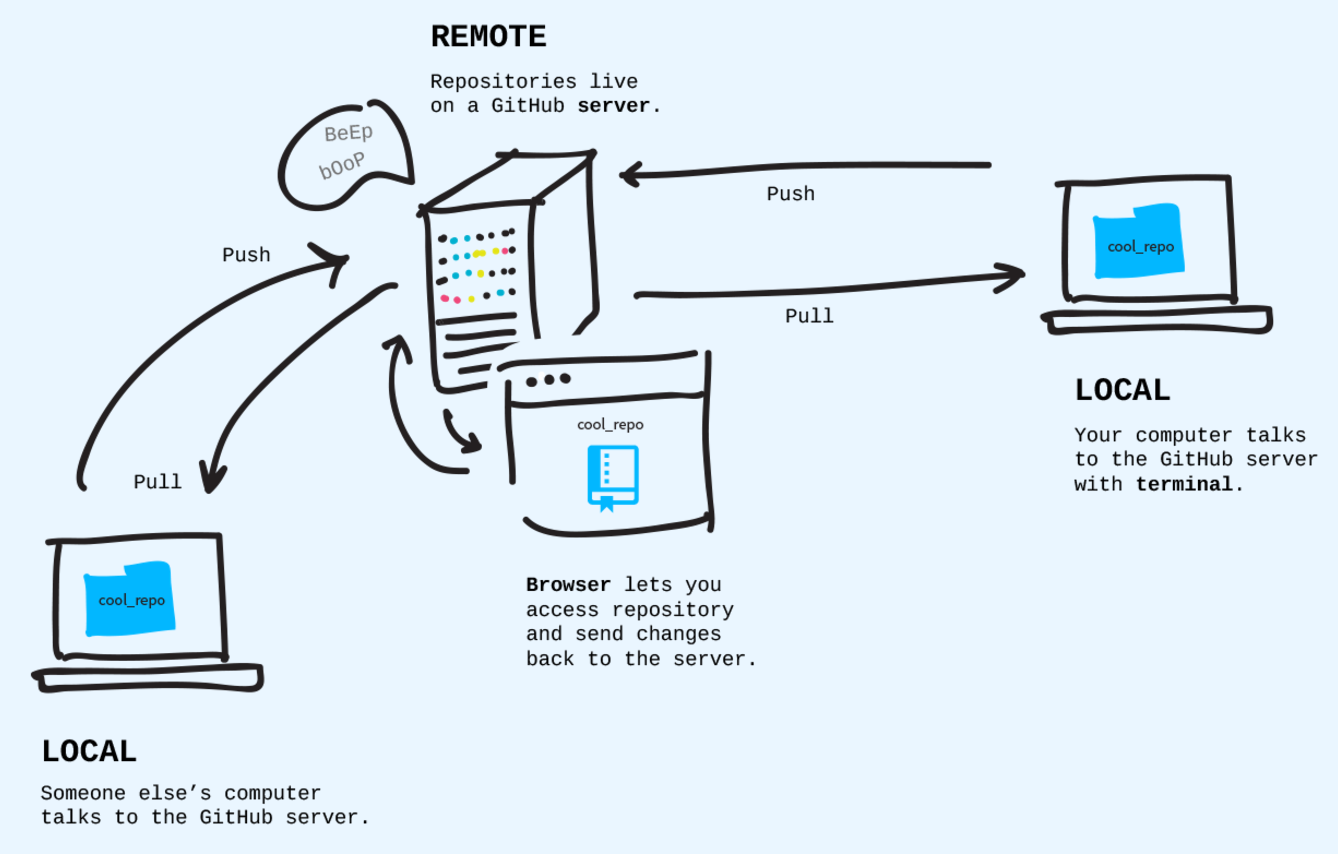 REMOTE
Repositories live
on a GitHub server.
BeEp
bOoP
Push
Pull
cool_repo
Push
Pull
LOCAL
Your computer talks
to the GitHub server
with terminal.
cool_repo
Browser lets you
access repository
and send changes
back to the server.
cool_repo
LOCAL
Someone else’s computer
talks to the GitHub server.